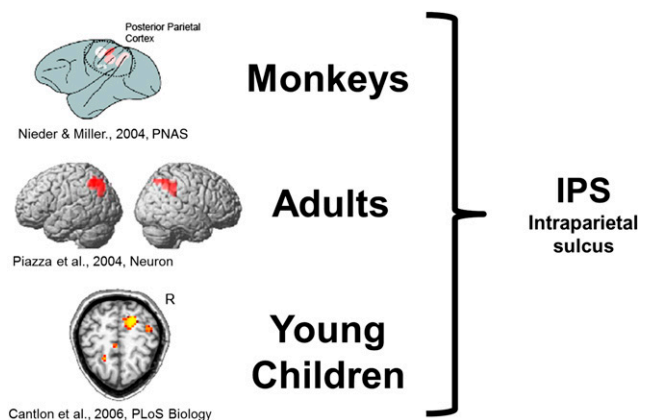 Posterior Parietal
Cortex
Monkeys
Nieder & Miller., 2004, PNAS
Adults
Piazza et al., 2004, Neuron
R
Young
Children
Cantlon et al., 2006, PLoS Biology
IPS
Intraparietal
sulcus